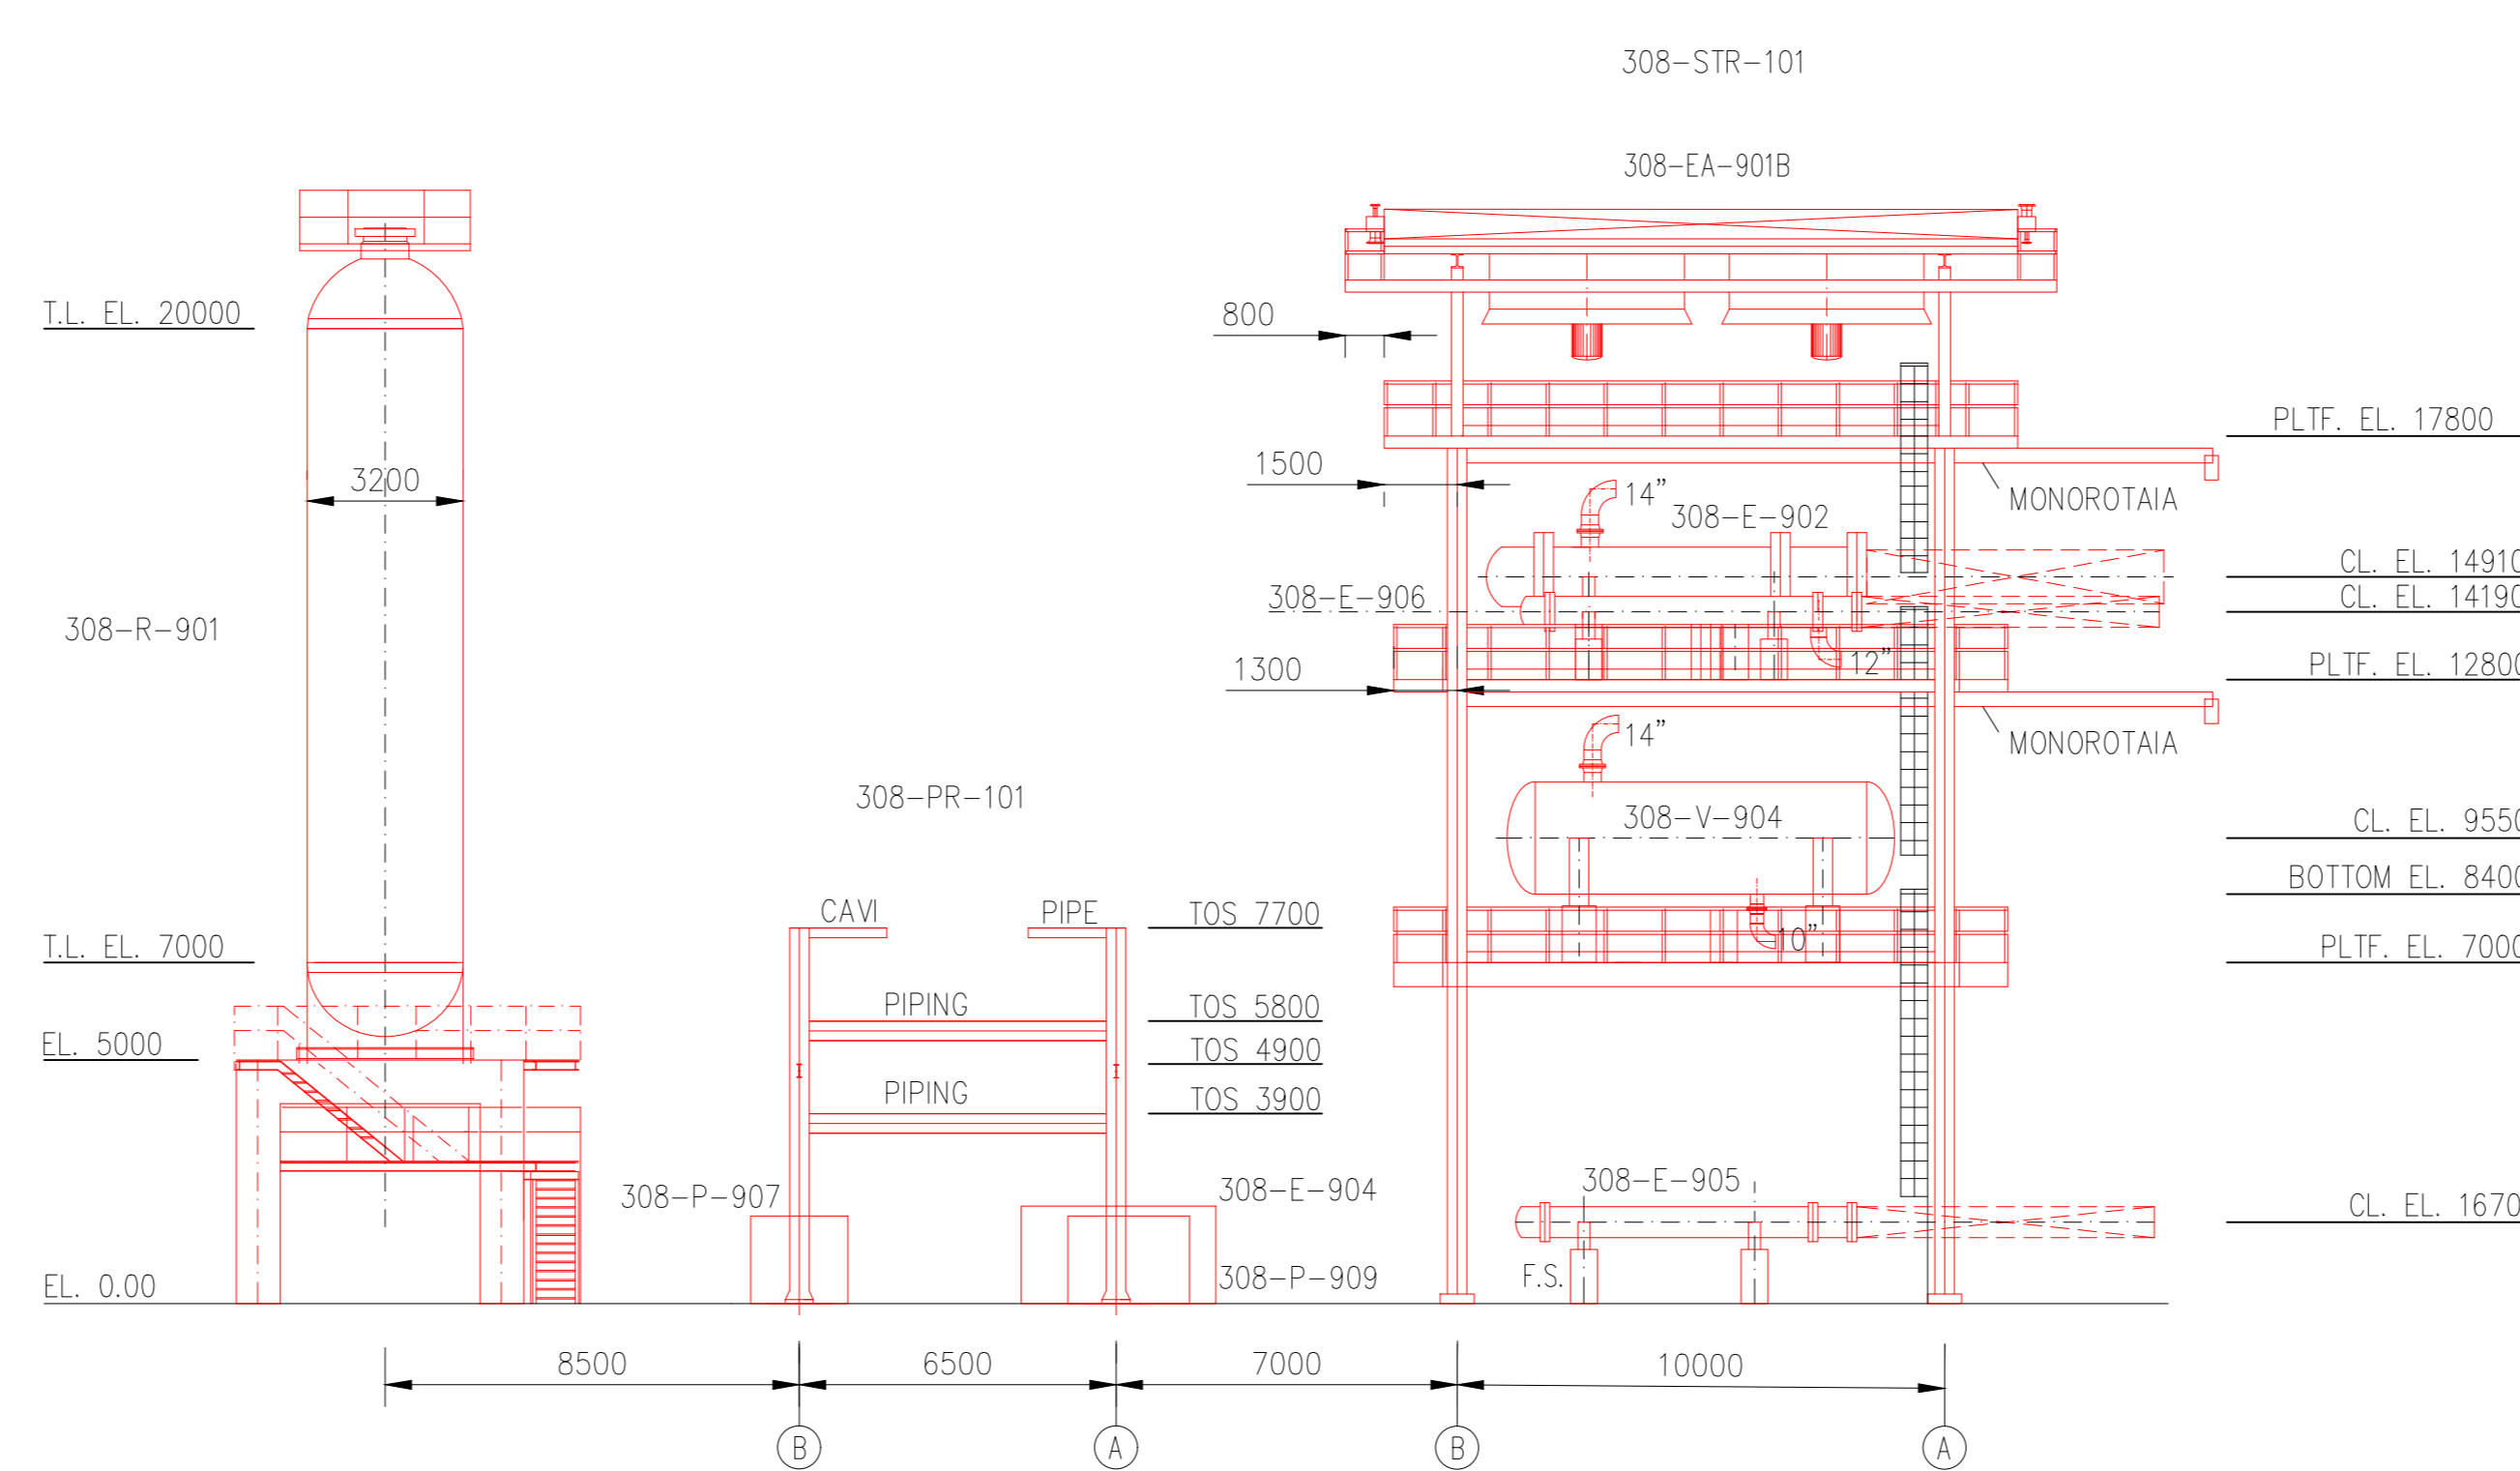 308-STR-101
308-EA-901B
T.L. EL. 20000
800
PLTF. EL. 17800
1500
3200
14"
MONOROTAIA
308-E-902
CL. EL. 14910
308-E-906
CL. EL. 14190
308-R-901
1300
12"
PLTF. EL. 12800
14"
MONOROTAIA
308-PR-101
308-V-904
CL. EL. 9550
BOTTOM EL. 8400
CAVI
PIPE
TOS 7700
T.L. EL. 7000
10"
PLTF. EL. 7000
PIPING
TOS 5800
EL. 5000
TOS 4900
PIPING
TOS 3900
308-P-907
308-E-904
308-E-905
CL. EL. 1670
F.S.
308-P-909
EL. 0.00
8500
6500
7000
10000
B
A
B
A